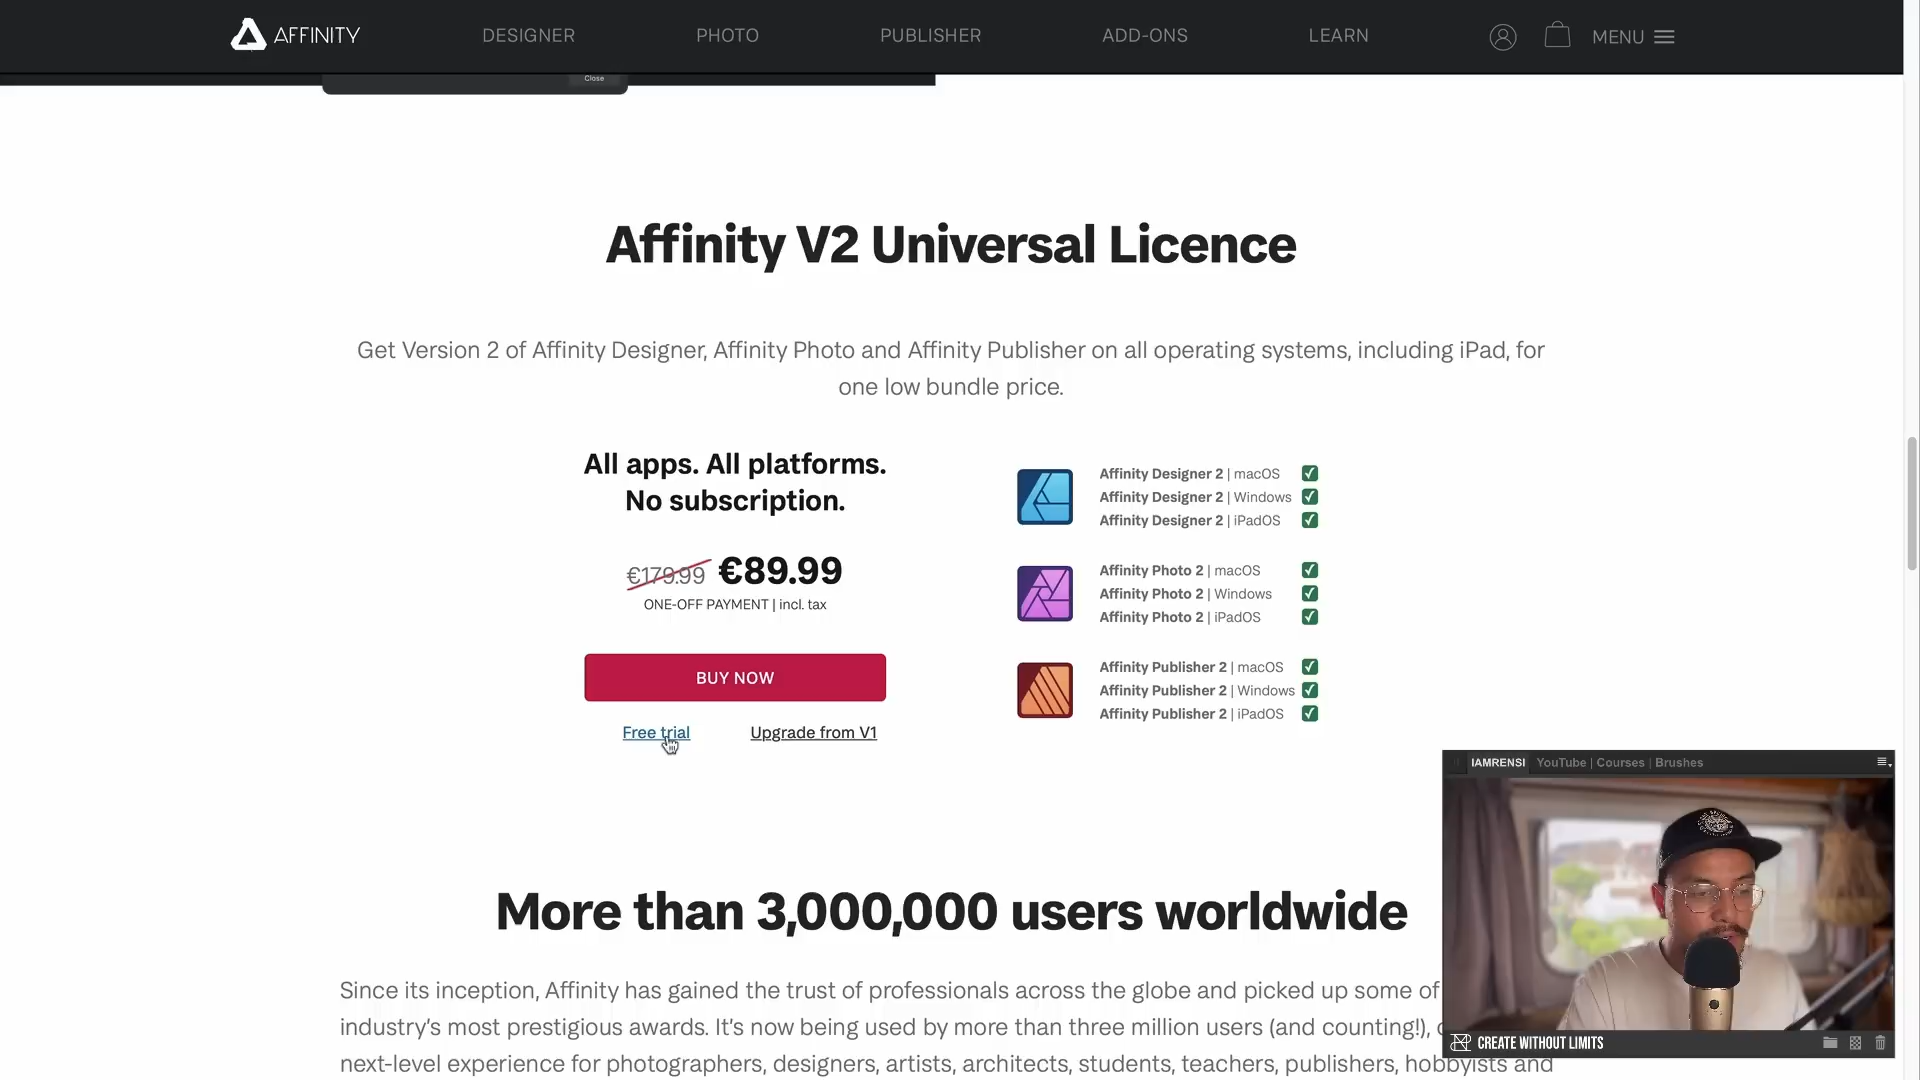 AFFINITY
DESIGNER
PHOTO
PUBLISHER
ADD-ONS
LEARN
MENU
Close
Affinity V2 Universal Licence
Get Version 2 of Affinity Designer, Affinity Photo and Affinity Publisher on all operating systems, including iPad, for
one low bundle price.
All apps. All platforms.
No subscription.
€179.99 €89.99
ONE-OFF PAYMENT | incl. tax
BUY NOW
Free trial
Upgrade from V1
Affinity Designer 2 | macOS
Affinity Designer 2 | Windows
Affinity Designer 2 | iPadOS
Affinity Photo 2 | macOS
Affinity Photo 2 | Windows
Affinity Photo 2 | iPadOS
Affinity Publisher 2 | macOS
Affinity Publisher 2 | Windows
Affinity Publisher 2 | iPadOS
IAMRENSI YouTube | Courses | Brushes
More than 3,000,000 users worldwide
Since its inception, Affinity has gained the trust of professionals across the globe and picked up some of
industry's most prestigious awards. It's now being used by more than three million users (and counting!),
next-level experience for photographers, designers, artists, architects, students, teachers, publishers, hobbyists and
CREATE WITHOUT LIMITS